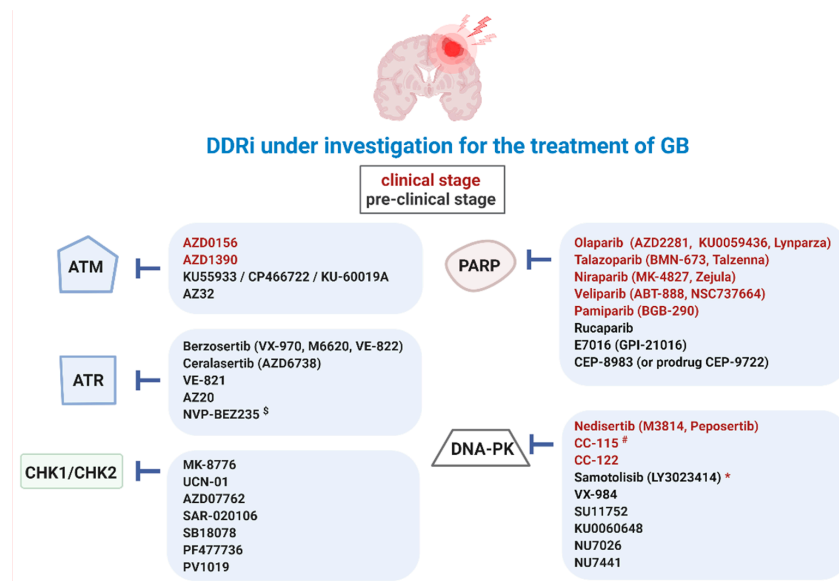 DDRi under investigation for the treatment of GB
clinical stage
pre-clinical stage
ATM
AZD0156
AZD1390
KU55933 / CP466722 / KU-60019A
AZ32
ATR
Berzosertib (VX-970, M6620, VE-822)
Ceralasertib (AZD6738)
VE-821
AZ20
NVP-BEZ235 $
CHK1/CHK2
MK-8776
UCN-01
AZD07762
SAR-020106
SB18078
PF477736
PV1019
PARP
Olaparib (AZD2281, KU0059436, Lynparza)
Talazoparib (BMN-673, Talzenna)
Niraparib (MK-4827, Zejula)
Veliparib (ABT-888, NSC737664)
Pamiparib (BGB-290)
Rucaparib
E7016 (GPI-21016)
CEP-8983 (or prodrug CEP-9722)
DNA-PK
Nedisertib (M3814, Peposertib)
CC-115 #
CC-122
Samotolisib (LY3023414) *
VX-984
SU11752
KU0060648
NU7026
NU7441